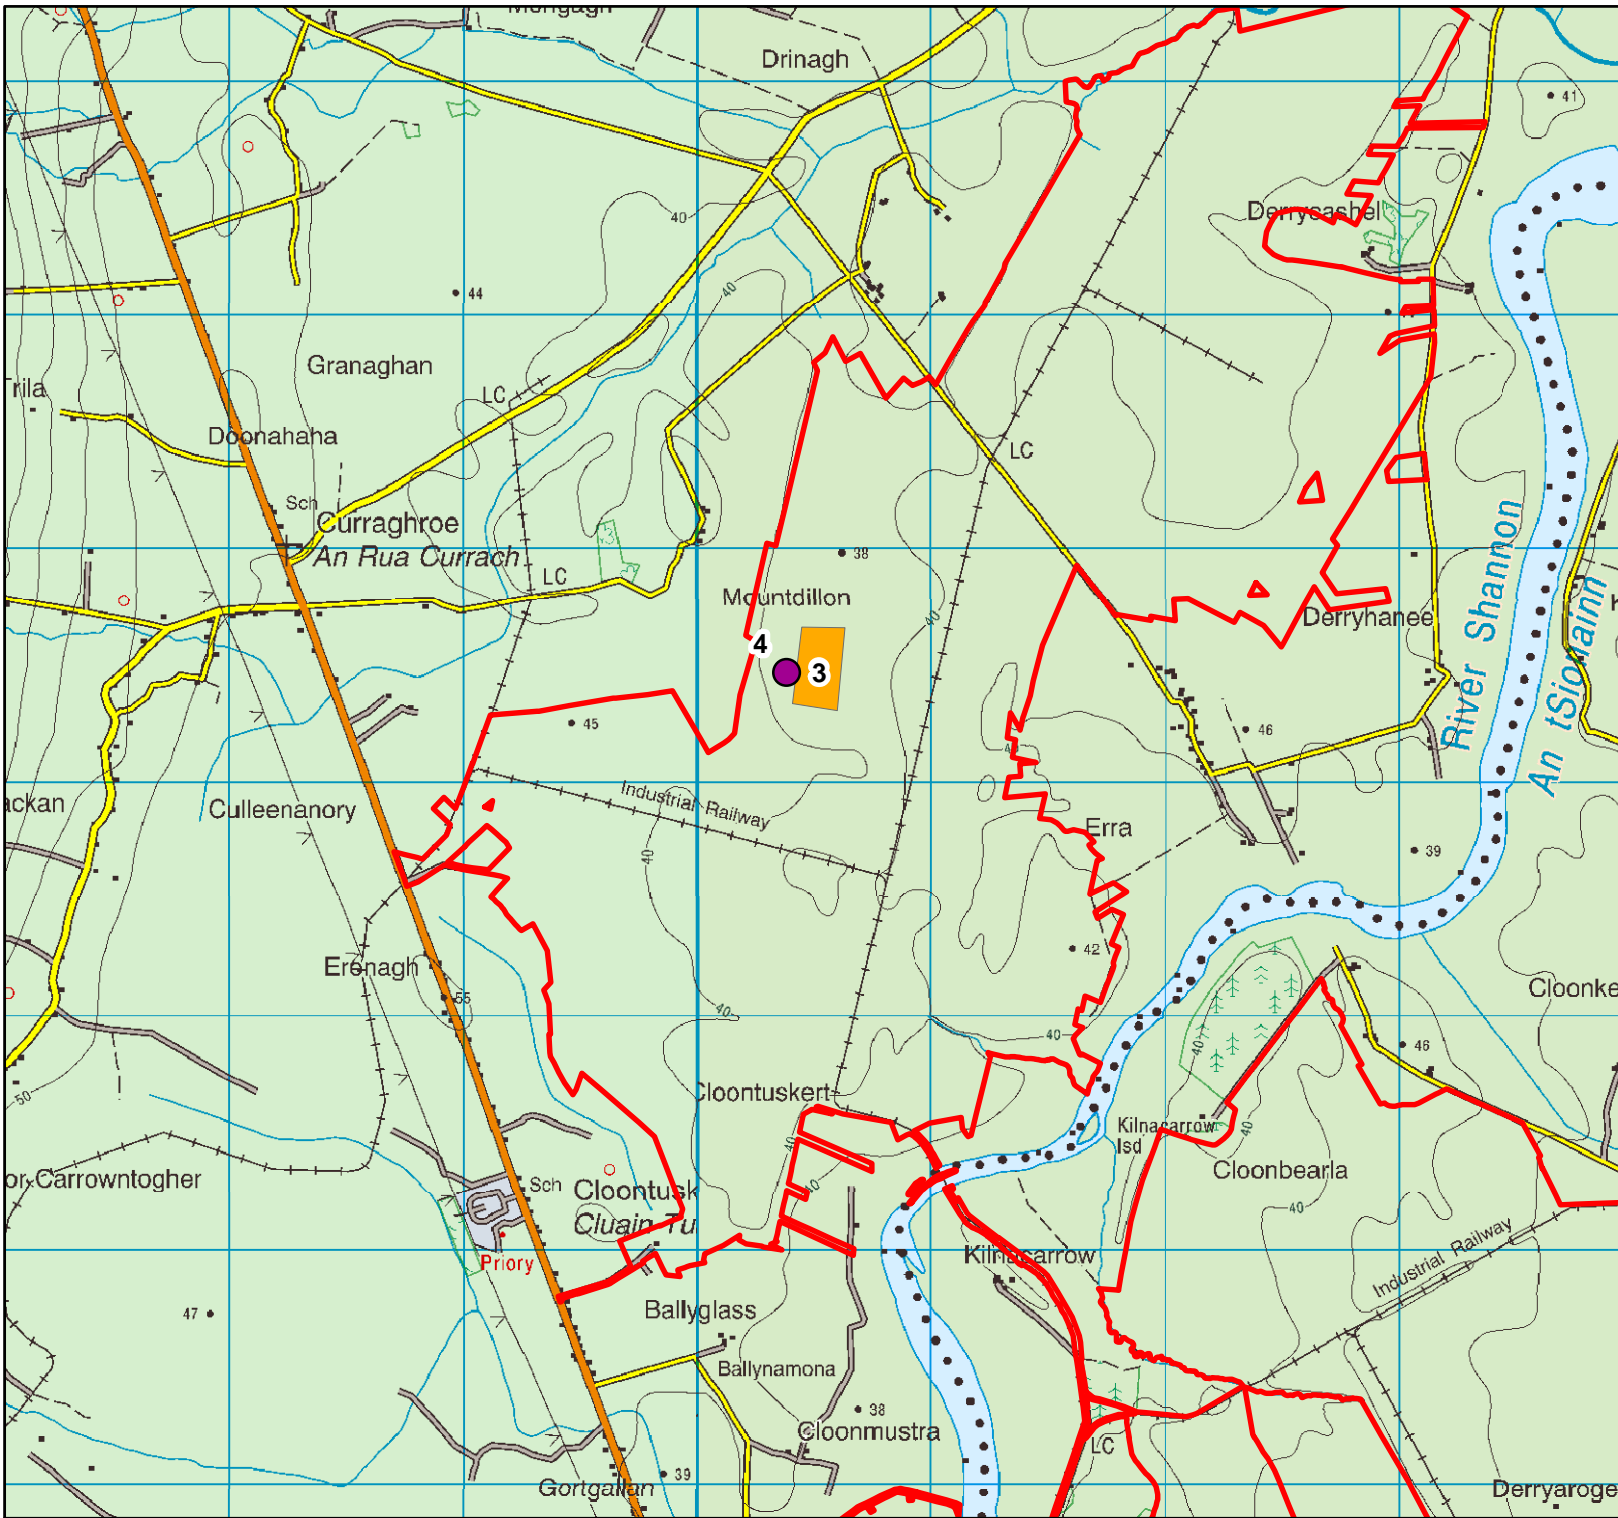 Drinagh
41
40
Derrycashel
40
44
Granaghan
LC
Doonahaha
LC
Sch
Curraghroe
An Rua Currach
LC
38
Mountdillon
40
Derryhanee
River Shannon
An tSionainn
4
3
45
46
Industrial Railway
Culleenanory
Erra
39
40
42
Erenagh
55
Cloonke
40
40
40
46
50
Cloontuskert
Kilnacarrow
Isd
40
40
Cloonbearla
or-Carrowntogher
Sch
Cloontusk
Cluain Tu
40
40
Priory
Kilnacarrow
Industrial Railway
47
Ballyglass
Ballynamona
38
Cloonmustra
LC
39
Gortgallan
Derryaroge